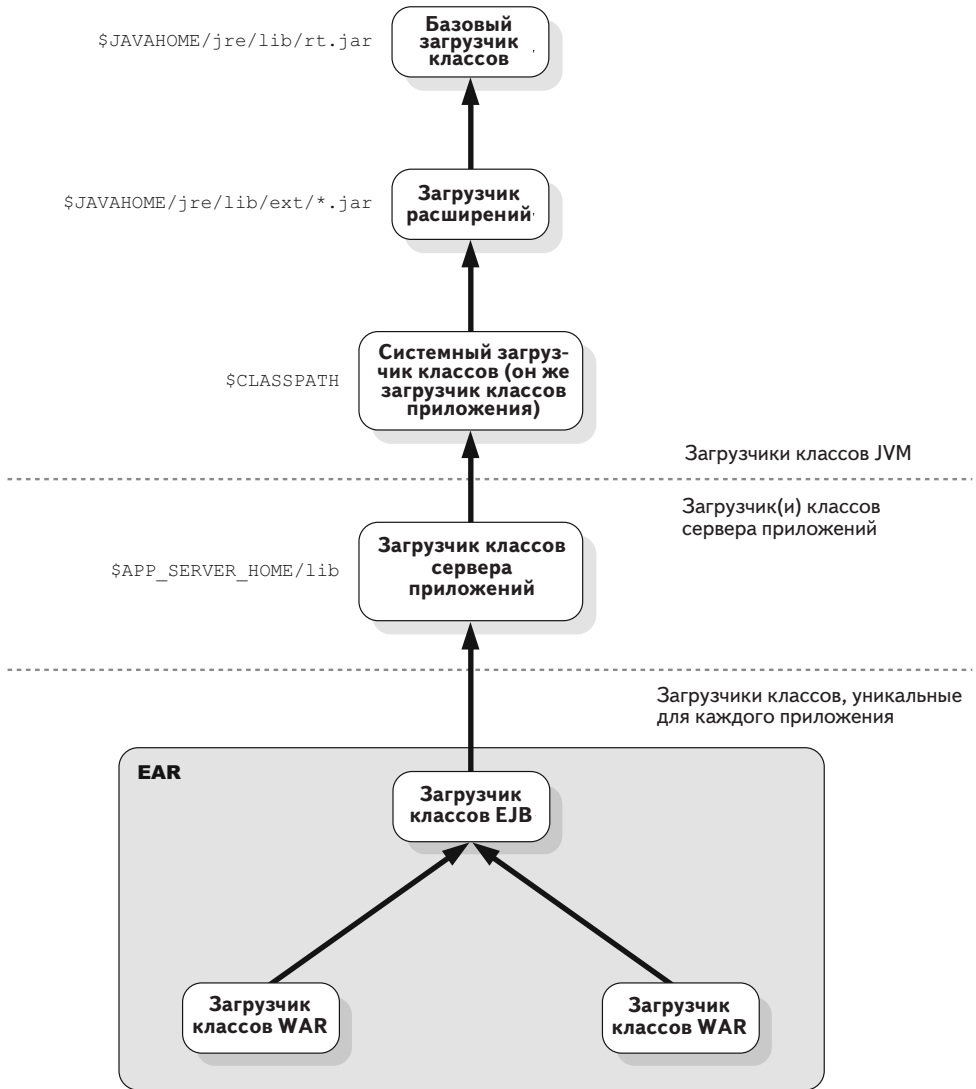 $JAVAHOME/jre/lib/rt.jar
Базовый
загрузчик
классов
$JAVAHOME/jre/lib/ext/*.jar
Загрузчик
расширений
$CLASSPATH
Системный загруз-
чик классов (он же
загрузчик классов
приложения)
Загрузчики классов JVM
Загрузчик(и) классов
сервера приложений
$APP_SERVER_HOME/lib
Загрузчик классов
сервера
приложений
Загрузчики классов, уникальные
для каждого приложения
EAR
Загрузчик
классов EJB
Загрузчик
классов WAR
Загрузчик
классов WAR